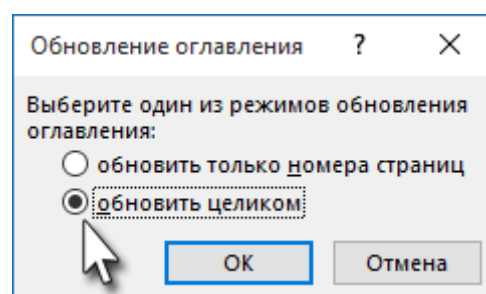 Обновление оглавления ? ×
Выберите один из режимов обновления
оглавления:
обновить только номера страниц
обновить целиком
ОК Отмена